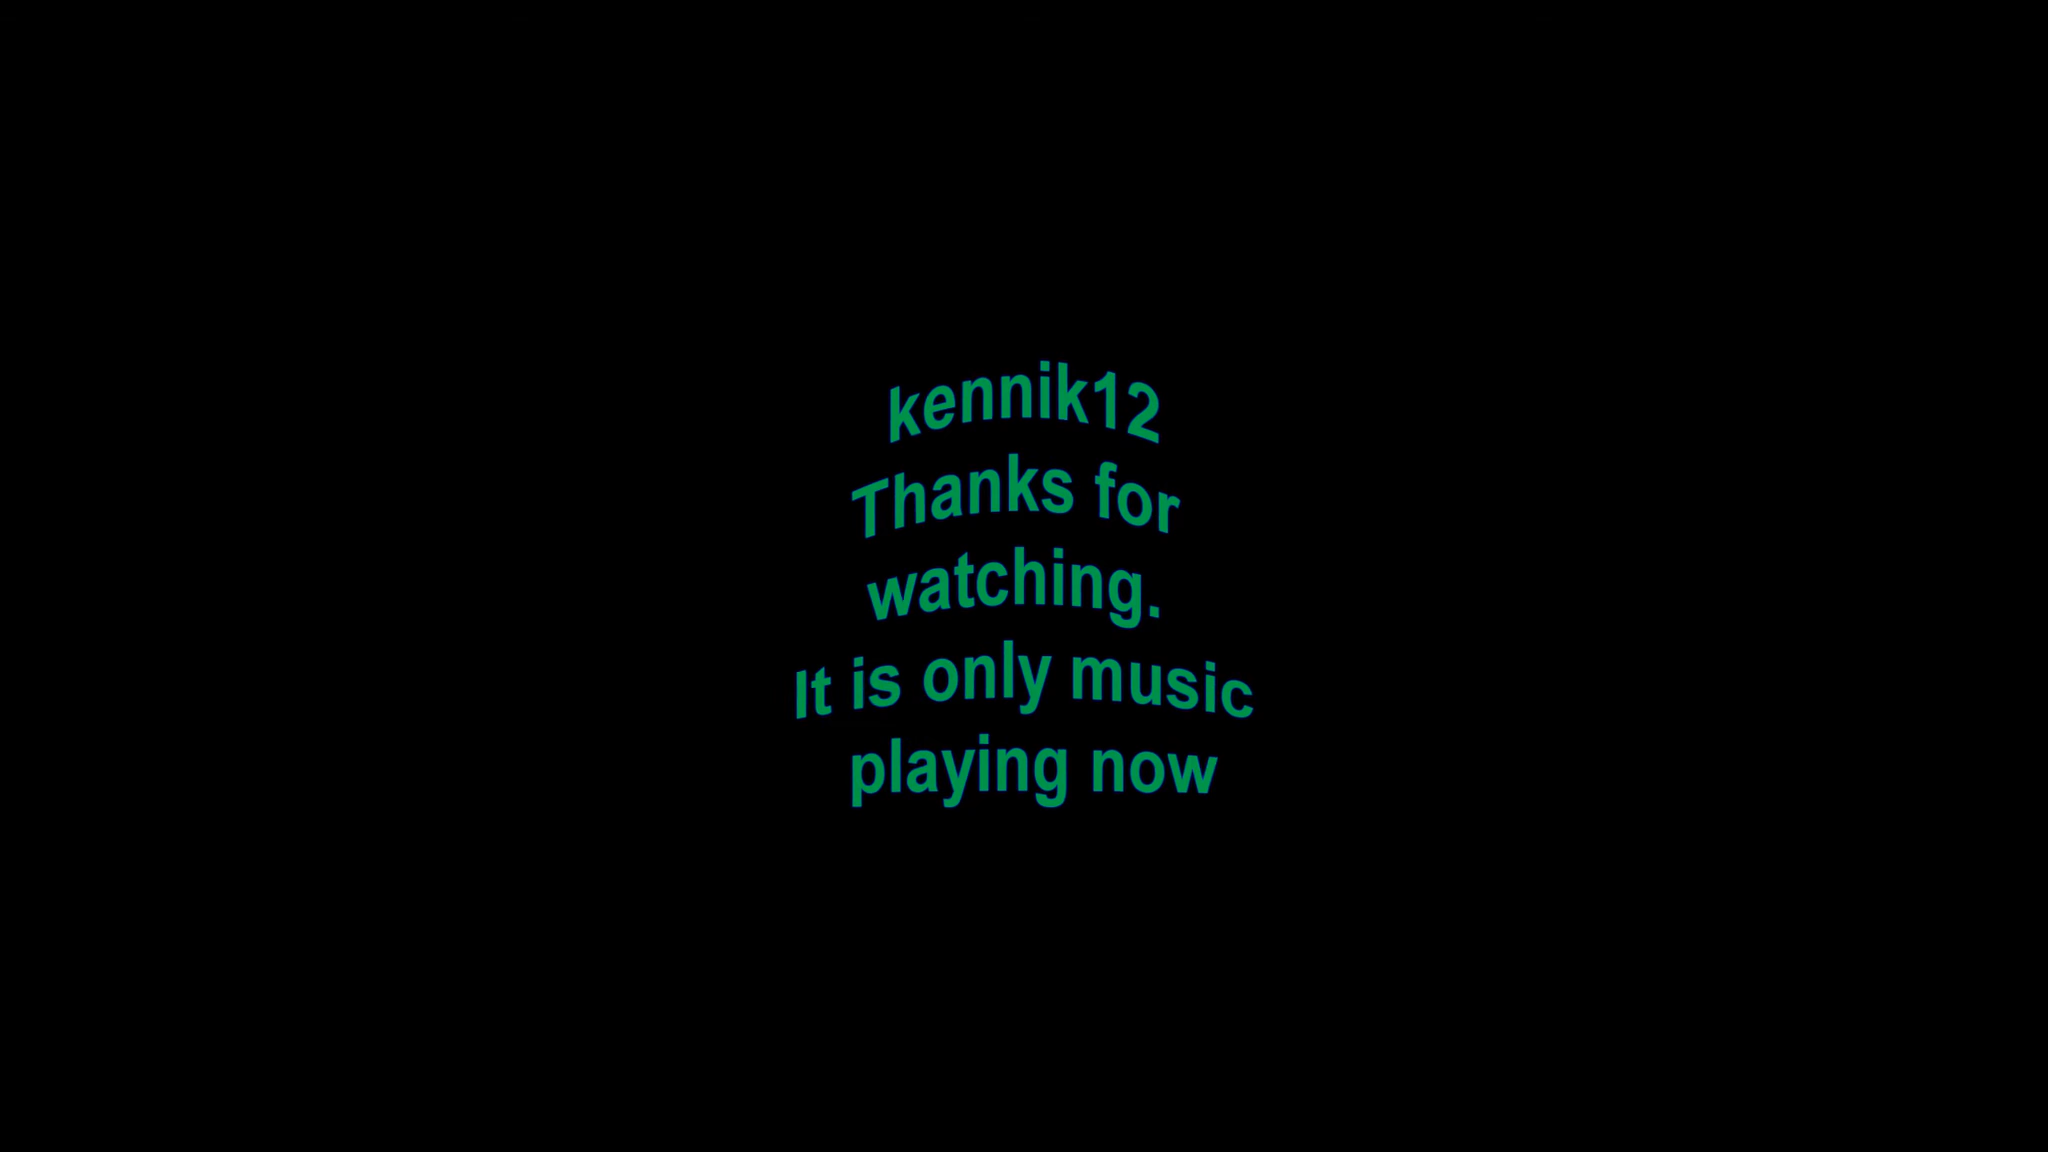 kennik12
Thanks for
watching.
It is only music
playing now